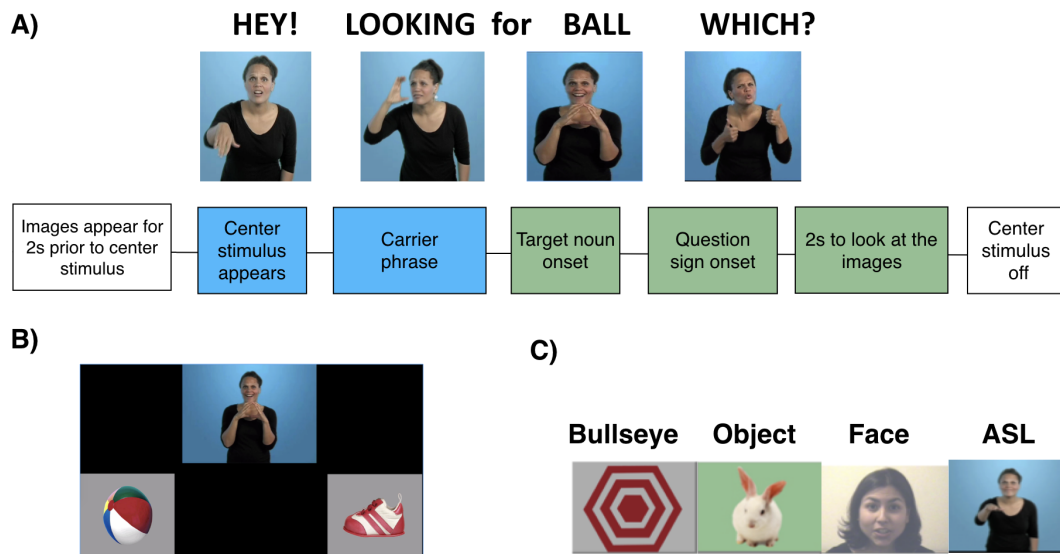 A)
HEY! LOOKING for BALL WHICH?
Images appear for
2s prior to center
stimulus
Center
stimulus
appears
Carrier
phrase
Target noun
onset
Question
sign onset
2s to look at the
images
Center
stimulus
off
B)
C)
Bullseye Object Face ASL